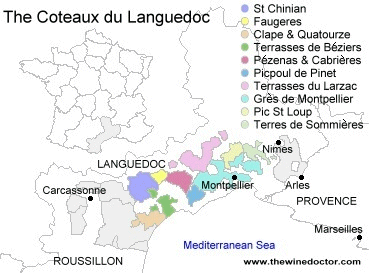 The Coteaux du Languedoc
St Chinian
Faugeres
Clape & Quatourze
Terrasses de Béziers
Pézenas & Cabrières
Picpoul de Pinet
Terrasses du Larzac
Grès de Montpellier
Pic St Loup
Terres de Sommières
Nimes
LANGUEDOC
Carcassonne
Montpellier
Arles
PROVENCE
Marseilles
Mediterranean Sea
ROUSSILLON
www.thewinedoctor.com